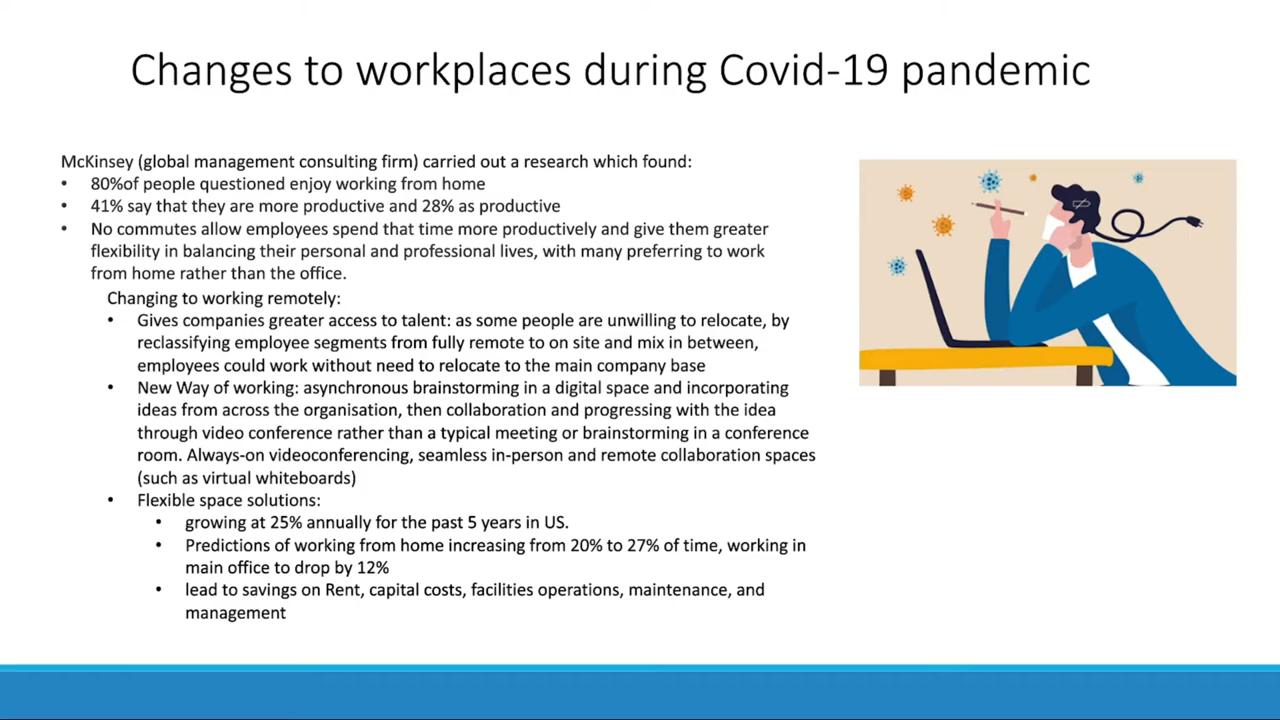 Changes to workplaces during Covid-19 pandemic
McKinsey (global management consulting firm) carried out a research which found:
• 80%of people questioned enjoy working from home
• 41% say that they are more productive and 28% as productive
• No commutes allow employees spend that time more productively and give them greater
flexibility in balancing their personal and professional lives, with many preferring to work
from home rather than the office.
Changing to working remotely:
• Gives companies greater access to talent: as some people are unwilling to relocate, by
reclassifying employee segments from fully remote to on site and mix in between,
employees could work without need to relocate to the main company base
• New Way of working: asynchronous brainstorming in a digital space and incorporating
ideas from across the organisation, then collaboration and progressing with the idea
through video conference rather than a typical meeting or brainstorming in a conference
room. Always-on videoconferencing, seamless in-person and remote collaboration spaces
(such as virtual whiteboards)
• Flexible space solutions:
• growing at 25% annually for the past 5 years in US.
• Predictions of working from home increasing from 20% to 27% of time, working in
main office to drop by 12%
• lead to savings on Rent, capital costs, facilities operations, maintenance, and
management